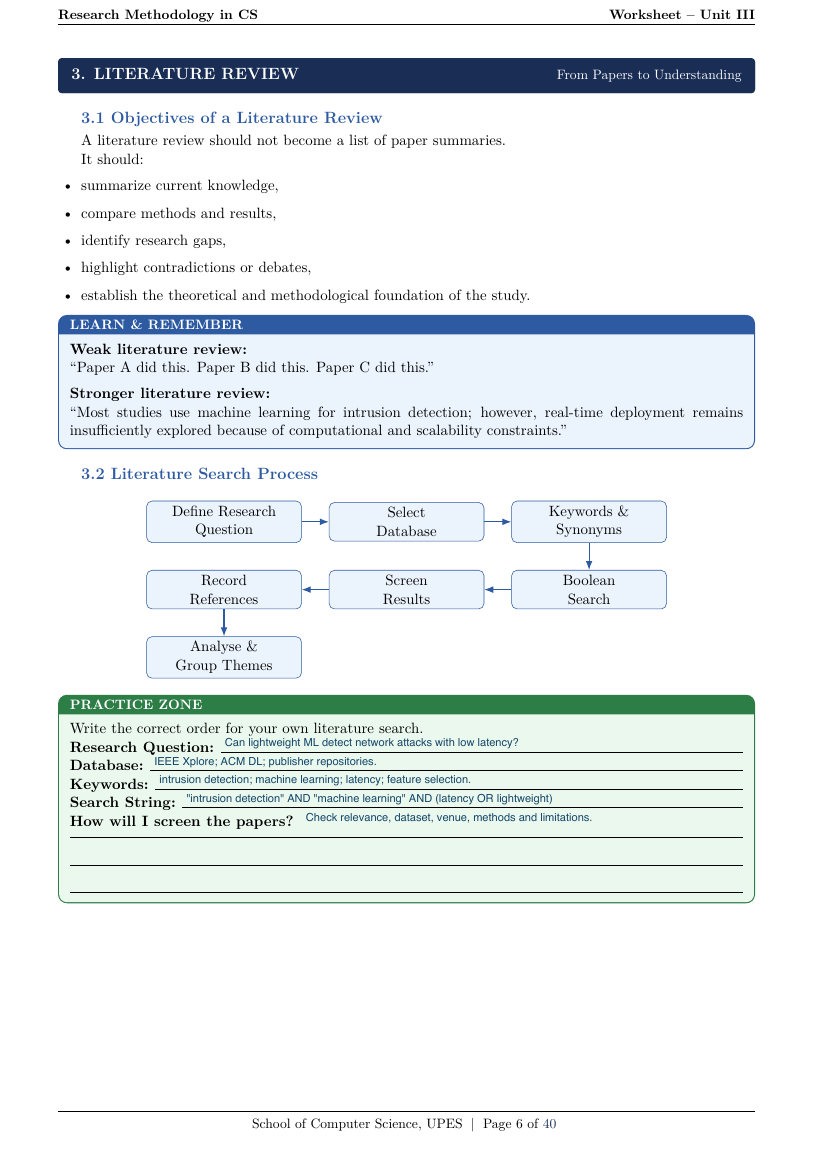 Research Methodology in CS
Worksheet – Unit III
3. LITERATURE REVIEW
From Papers to Understanding
3.1 Objectives of a Literature Review
A literature review should not become a list of paper summaries.
It should:
• summarize current knowledge,
• compare methods and results,
• identify research gaps,
• highlight contradictions or debates,
• establish the theoretical and methodological foundation of the study.
LEARN & REMEMBER
Weak literature review:
“Paper A did this. Paper B did this. Paper C did this.”
Stronger literature review:
“Most studies use machine learning for intrusion detection; however, real-time deployment remains
insufficiently explored because of computational and scalability constraints.”
3.2 Literature Search Process
Define Research
Question
Select
Database
Keywords &
Synonyms
Boolean
Search
Screen
Results
Record
References
Analyse &
Group Themes
PRACTICE ZONE
Write the correct order for your own literature search.
Research Question: Can lightweight ML detect network attacks with low latency?
Database: IEEE Xplore; ACM DL; publisher repositories.
Keywords: intrusion detection; machine learning; latency; feature selection.
Search String: "intrusion detection" AND "machine learning" AND (latency OR lightweight)
How will I screen the papers? Check relevance, dataset, venue, methods and limitations.
School of Computer Science, UPES | Page 6 of 40